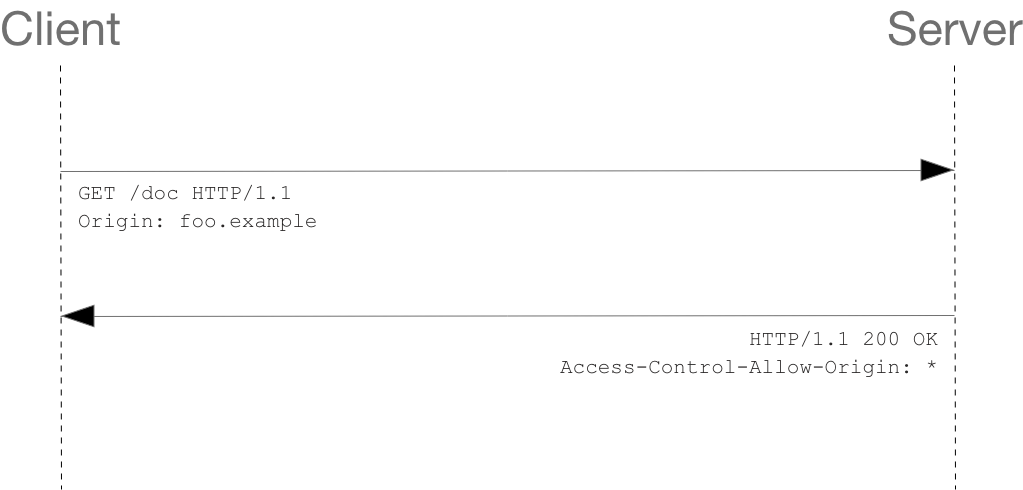 Client
Server
GET /doc HTTP/1.1
Origin: foo.example
HTTP/1.1 200 OK
Access-Control-Allow-Origin: *